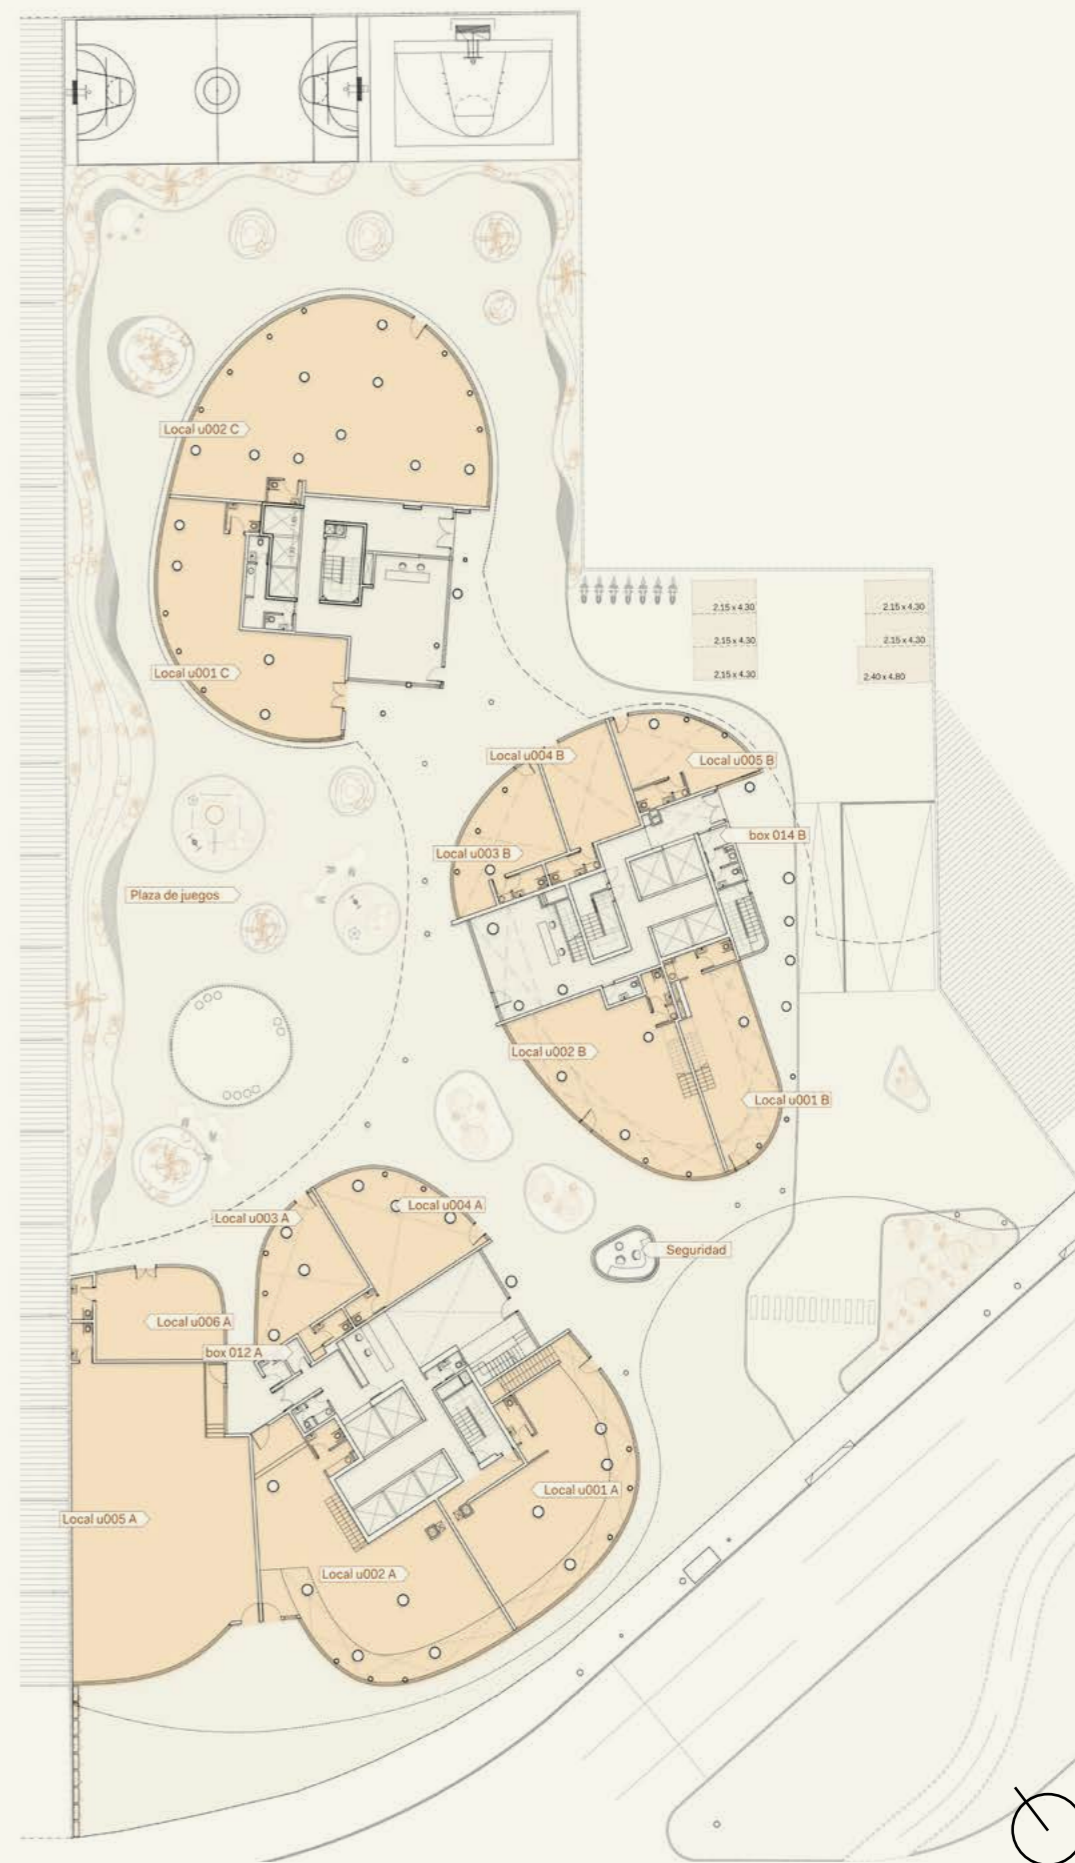 Local u002 C
2.15 x 4.30
2.15 x 4.30
2.15 x 4.30
2.15 x 4.30
2.15 x 4.30
2.40 x 4.80
Local u001 C
Local u004 B
Local u005 B
box 014 B
Local u003 B
Plaza de juegos
Local u002 B
Local u001 B
Local u004 A
Local u003 A
Seguridad
Local u006 A
box 012 A
Local u001 A
Local u005 A
Local u002 A